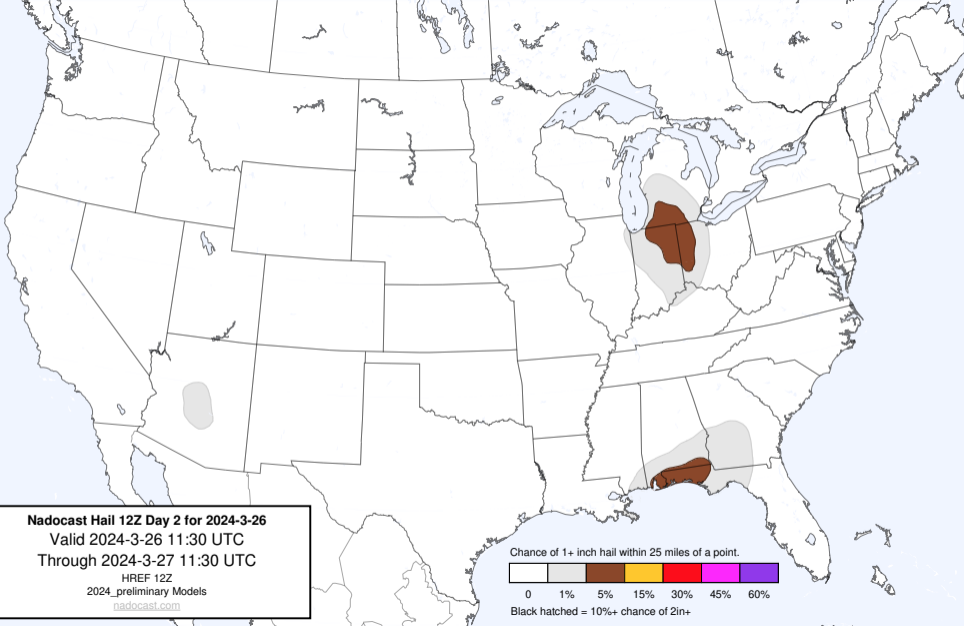 Nadocast Hail 12Z Day 2 for 2024-3-26
Valid 2024-3-26 11:30 UTC
Through 2024-3-27 11:30 UTC
HREF 12Z
2024_preliminary Models
nadocast.com
Chance of 1+ inch hail within 25 miles of a point.
0 1% 5% 15% 30% 45% 60%
Black hatched = 10%+ chance of 2in+